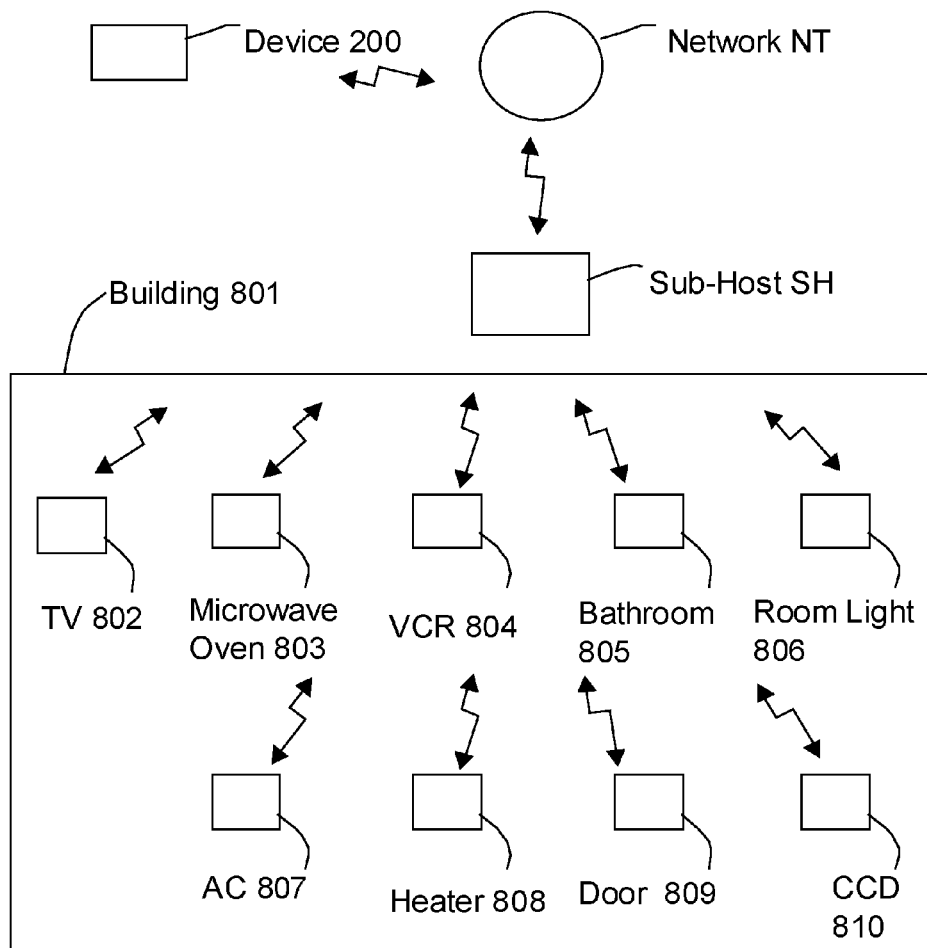 Device 200
Network NT
Sub-Host SH
Building 801
TV 802
Microwave
Oven 803
VCR 804
Bathroom
805
Room Light
806
AC 807
Heater 808
Door 809
CCD
810